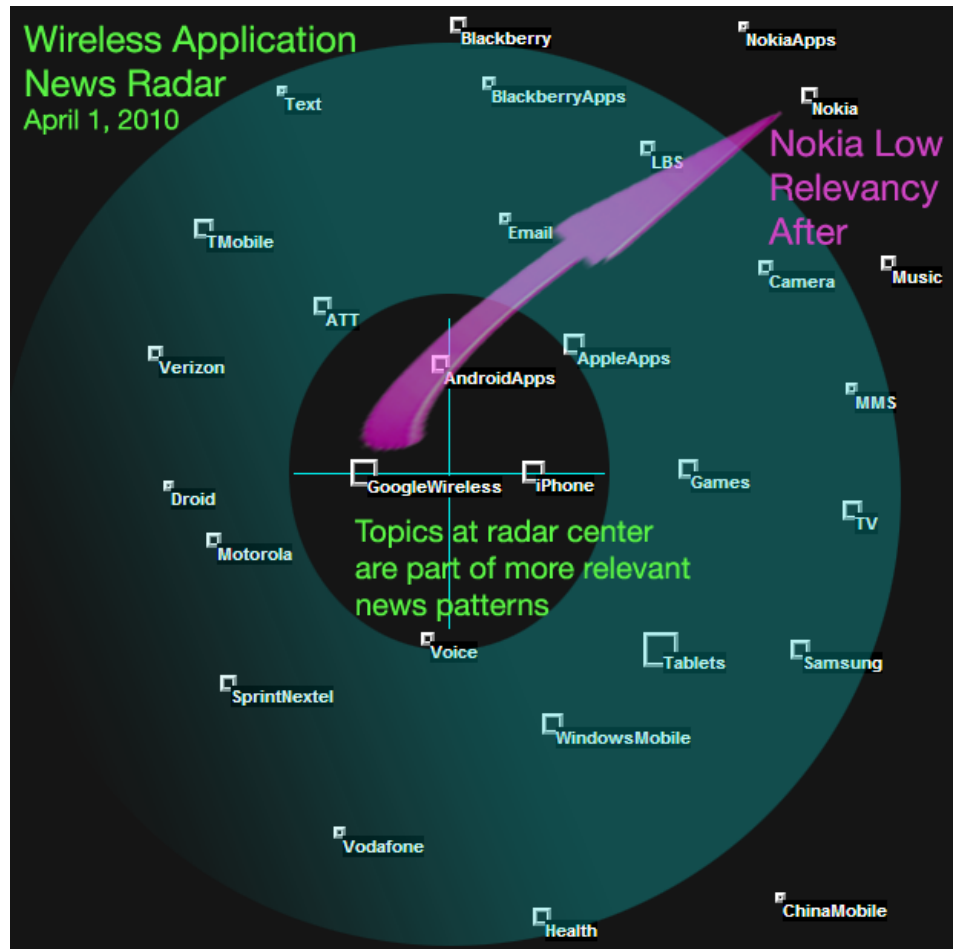 Wireless Application
News Radar
April 1, 2010
Blackberry
NokiaApps
Text
BlackberryApps
Nokia
Nokia Low
Relevancy
After
LBS
TMobile
Email
Camera
Music
ATT
Verizon
AndroidApps
AppleApps
MMS
GoogleWireless
iPhone
Games
Droid
TV
Topics at radar center
are part of more relevant
news patterns
Motorola
Voice
Tablets
Samsung
SprintNextel
WindowsMobile
Vodafone
Health
ChinaMobile